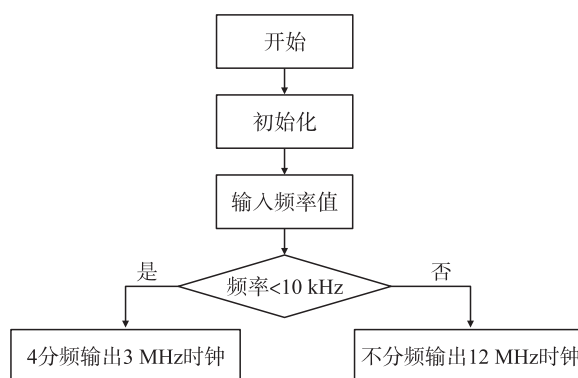 开始
初始化
输入频率值
是
频率<10 kHz
否
4分频输出3 MHz时钟
不分频输出12 MHz时钟